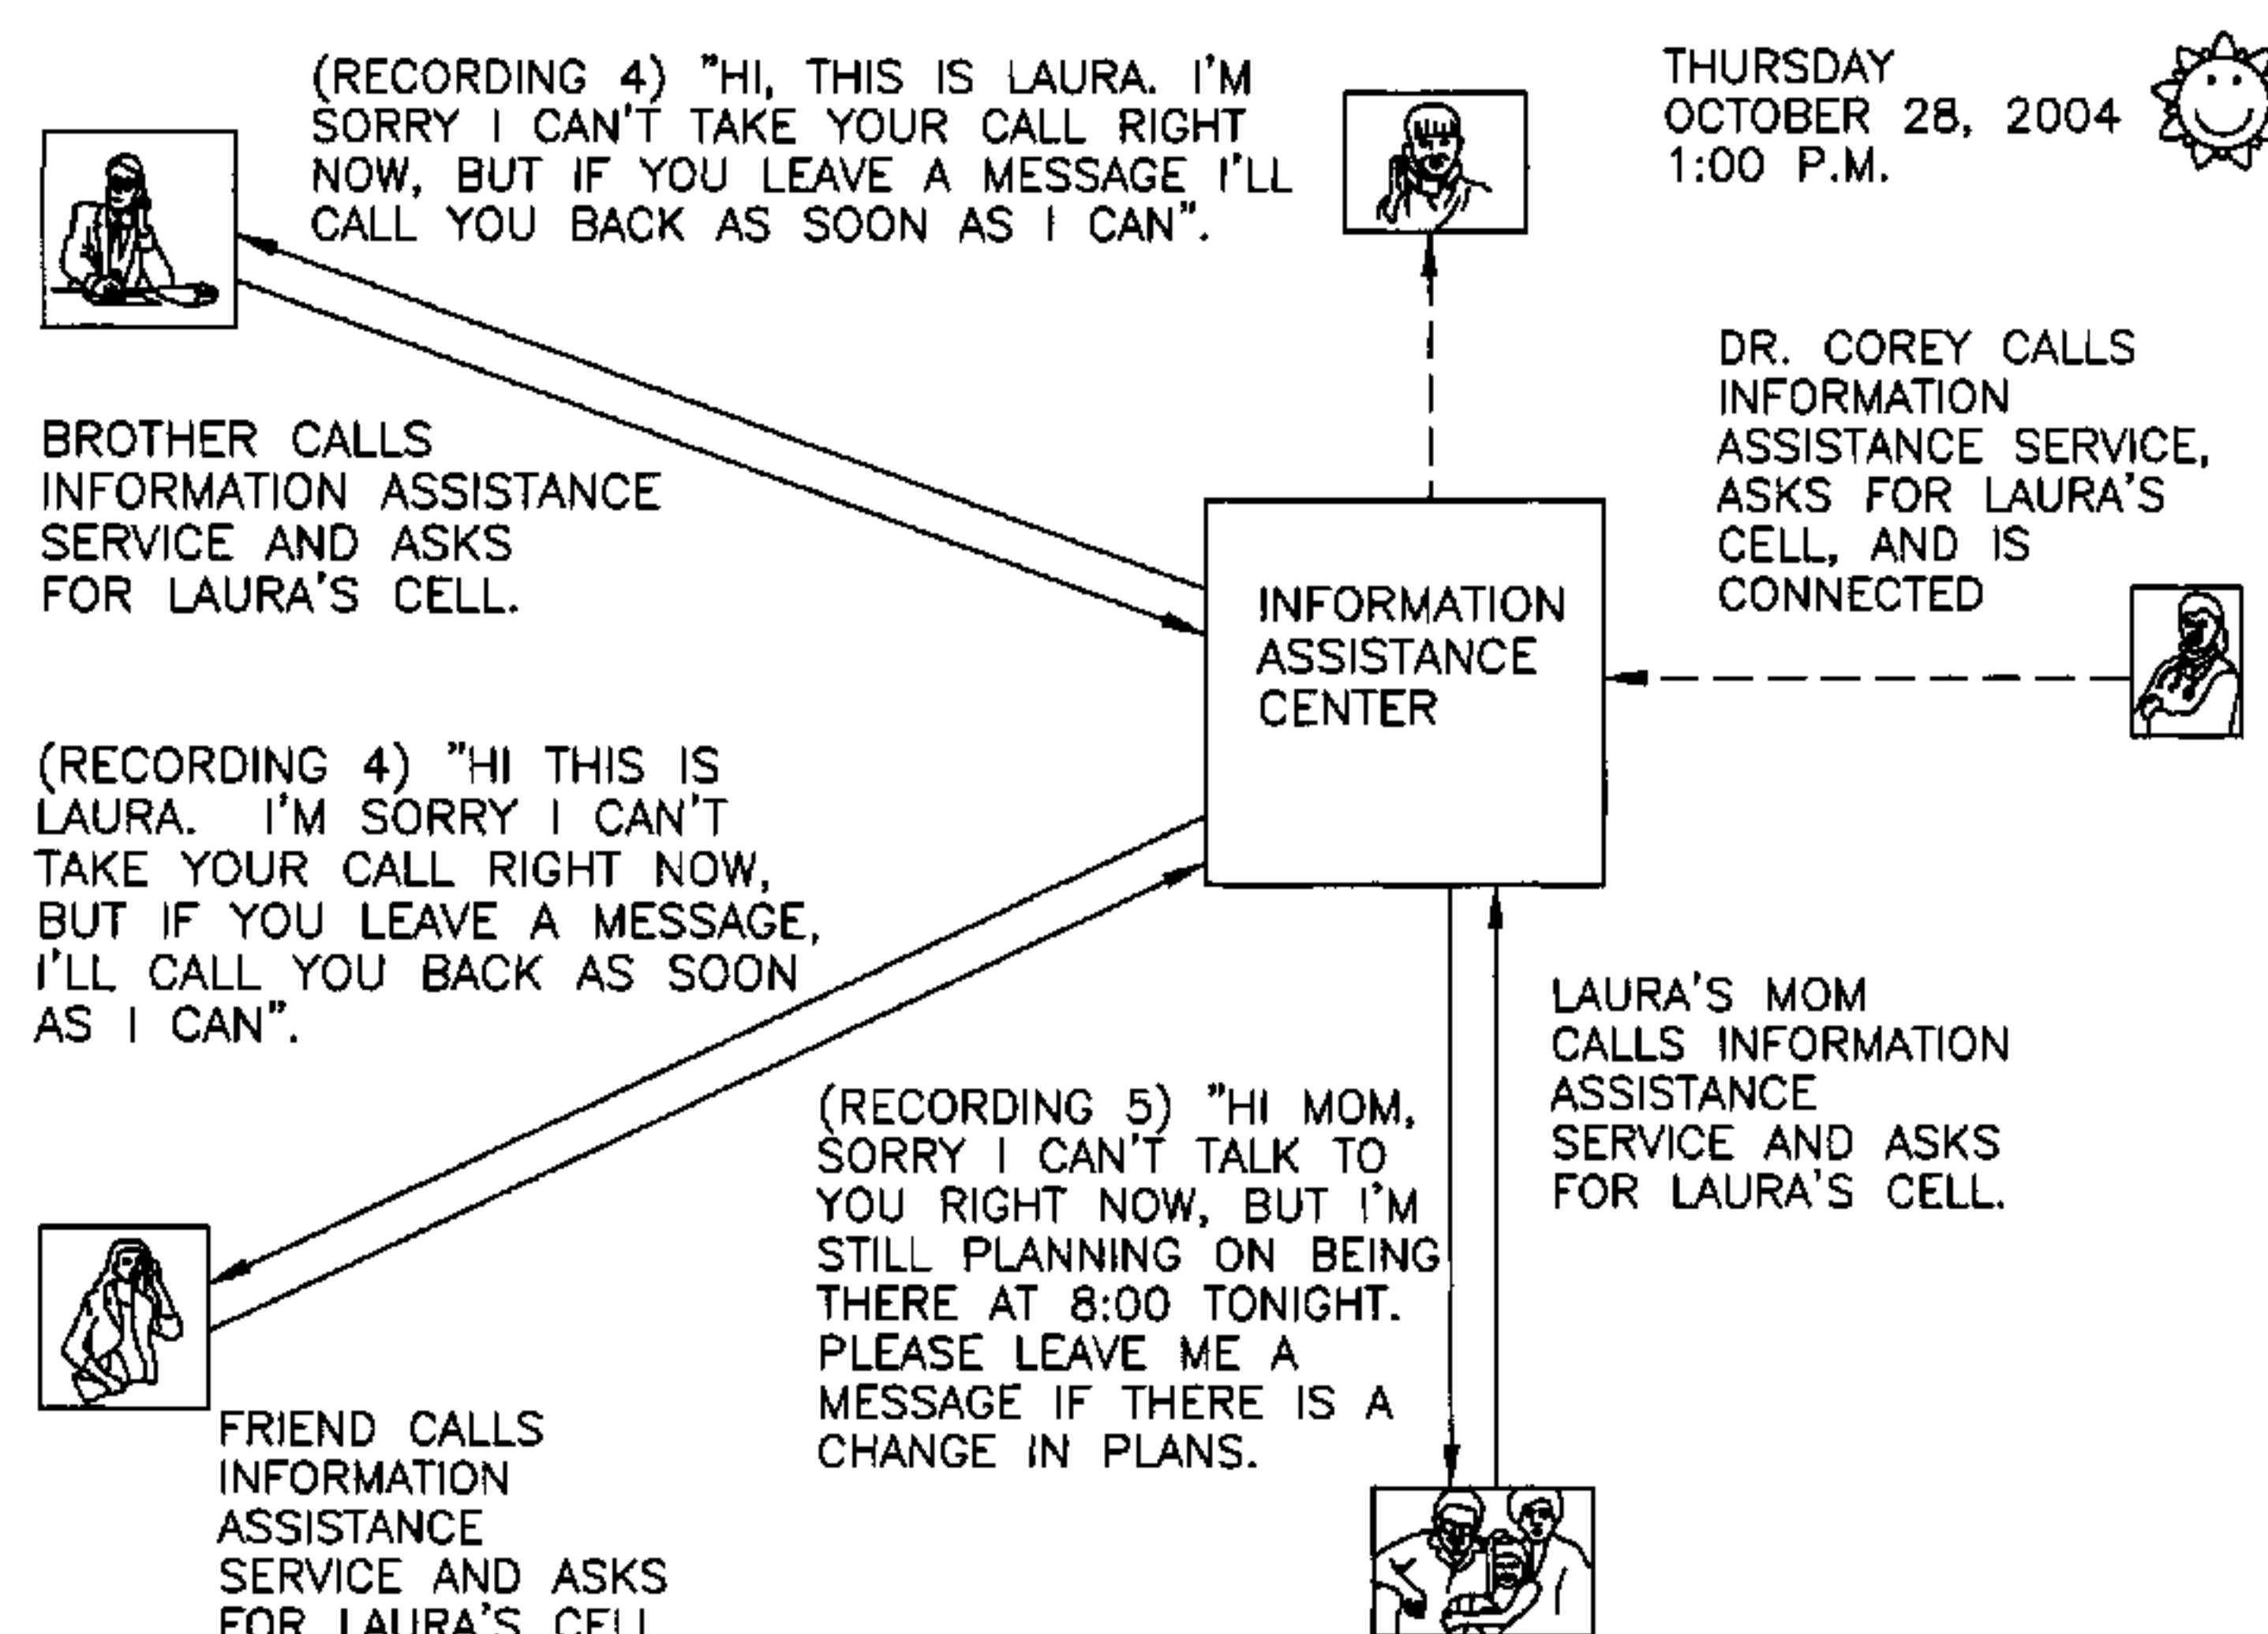 (RECORDING 4) "HI, THIS IS LAURA. I'M
SORRY I CAN'T TAKE YOUR CALL RIGHT
NOW, BUT IF YOU LEAVE A MESSAGE I'LL
CALL YOU BACK AS SOON AS I CAN".
THURSDAY
OCTOBER 28, 2004
1:00 P.M.
DR. COREY CALLS
INFORMATION
ASSISTANCE SERVICE,
ASKS FOR LAURA'S
CELL, AND IS
CONNECTED
BROTHER CALLS
INFORMATION ASSISTANCE
SERVICE AND ASKS
FOR LAURA'S CELL.
INFORMATION
ASSISTANCE
CENTER
(RECORDING 4) "HI THIS IS
LAURA. I'M SORRY I CAN'T
TAKE YOUR CALL RIGHT NOW,
BUT IF YOU LEAVE A MESSAGE,
I'LL CALL YOU BACK AS SOON
AS I CAN".
LAURA'S MOM
CALLS INFORMATION
ASSISTANCE
SERVICE AND ASKS
FOR LAURA'S CELL.
(RECORDING 5) "HI MOM,
SORRY I CAN'T TALK TO
YOU RIGHT NOW, BUT I'M
STILL PLANNING ON BEING
THERE AT 8:00 TONIGHT.
PLEASE LEAVE ME A
MESSAGE IF THERE IS A
CHANGE IN PLANS.
FRIEND CALLS
INFORMATION
ASSISTANCE
SERVICE AND ASKS
FOR LAURA'S CELL